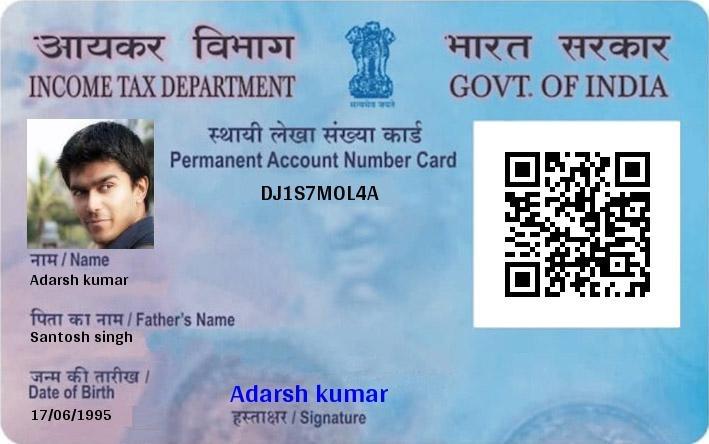 आयकर विभाग
INCOME TAX DEPARTMENT
सत्यमेव जयते
भारत सरकार
GOVT. OF INDIA
स्थायी लेखा संख्या कार्ड
Permanent Account Number Card
DJ1S7MOL4A
नाम / Name
Adarsh kumar
पिता का नाम / Father's Name
Santosh singh
जन्म की तारीख /
Date of Birth
17/06/1995
Adarsh kumar
हस्ताक्षर / Signature